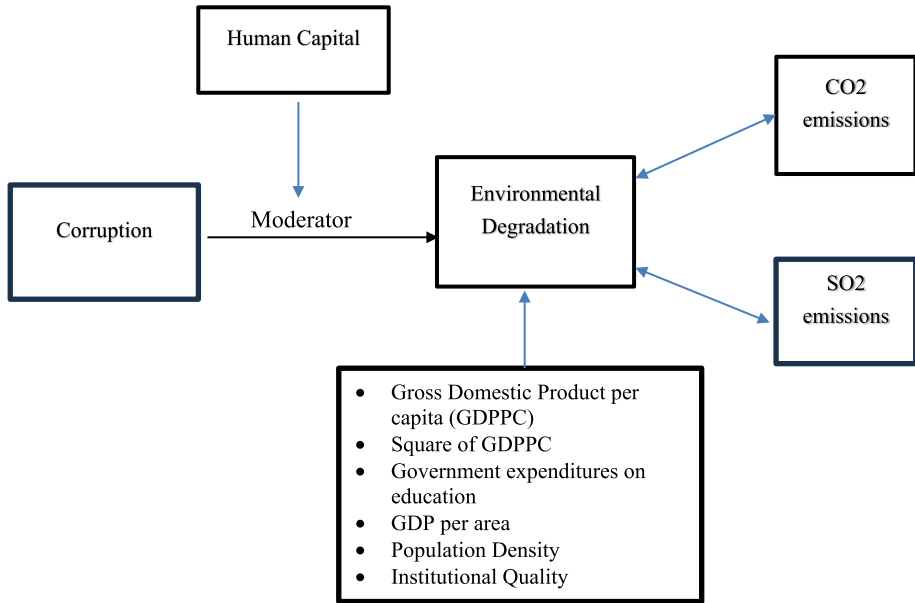 Human Capital
CO2
emissions
Corruption
Moderator
Environmental
Degradation
SO2
emissions
• Gross Domestic Product per
capita (GDPPC)
• Square of GDPPC
• Government expenditures on
education
• GDP per area
• Population Density
• Institutional Quality